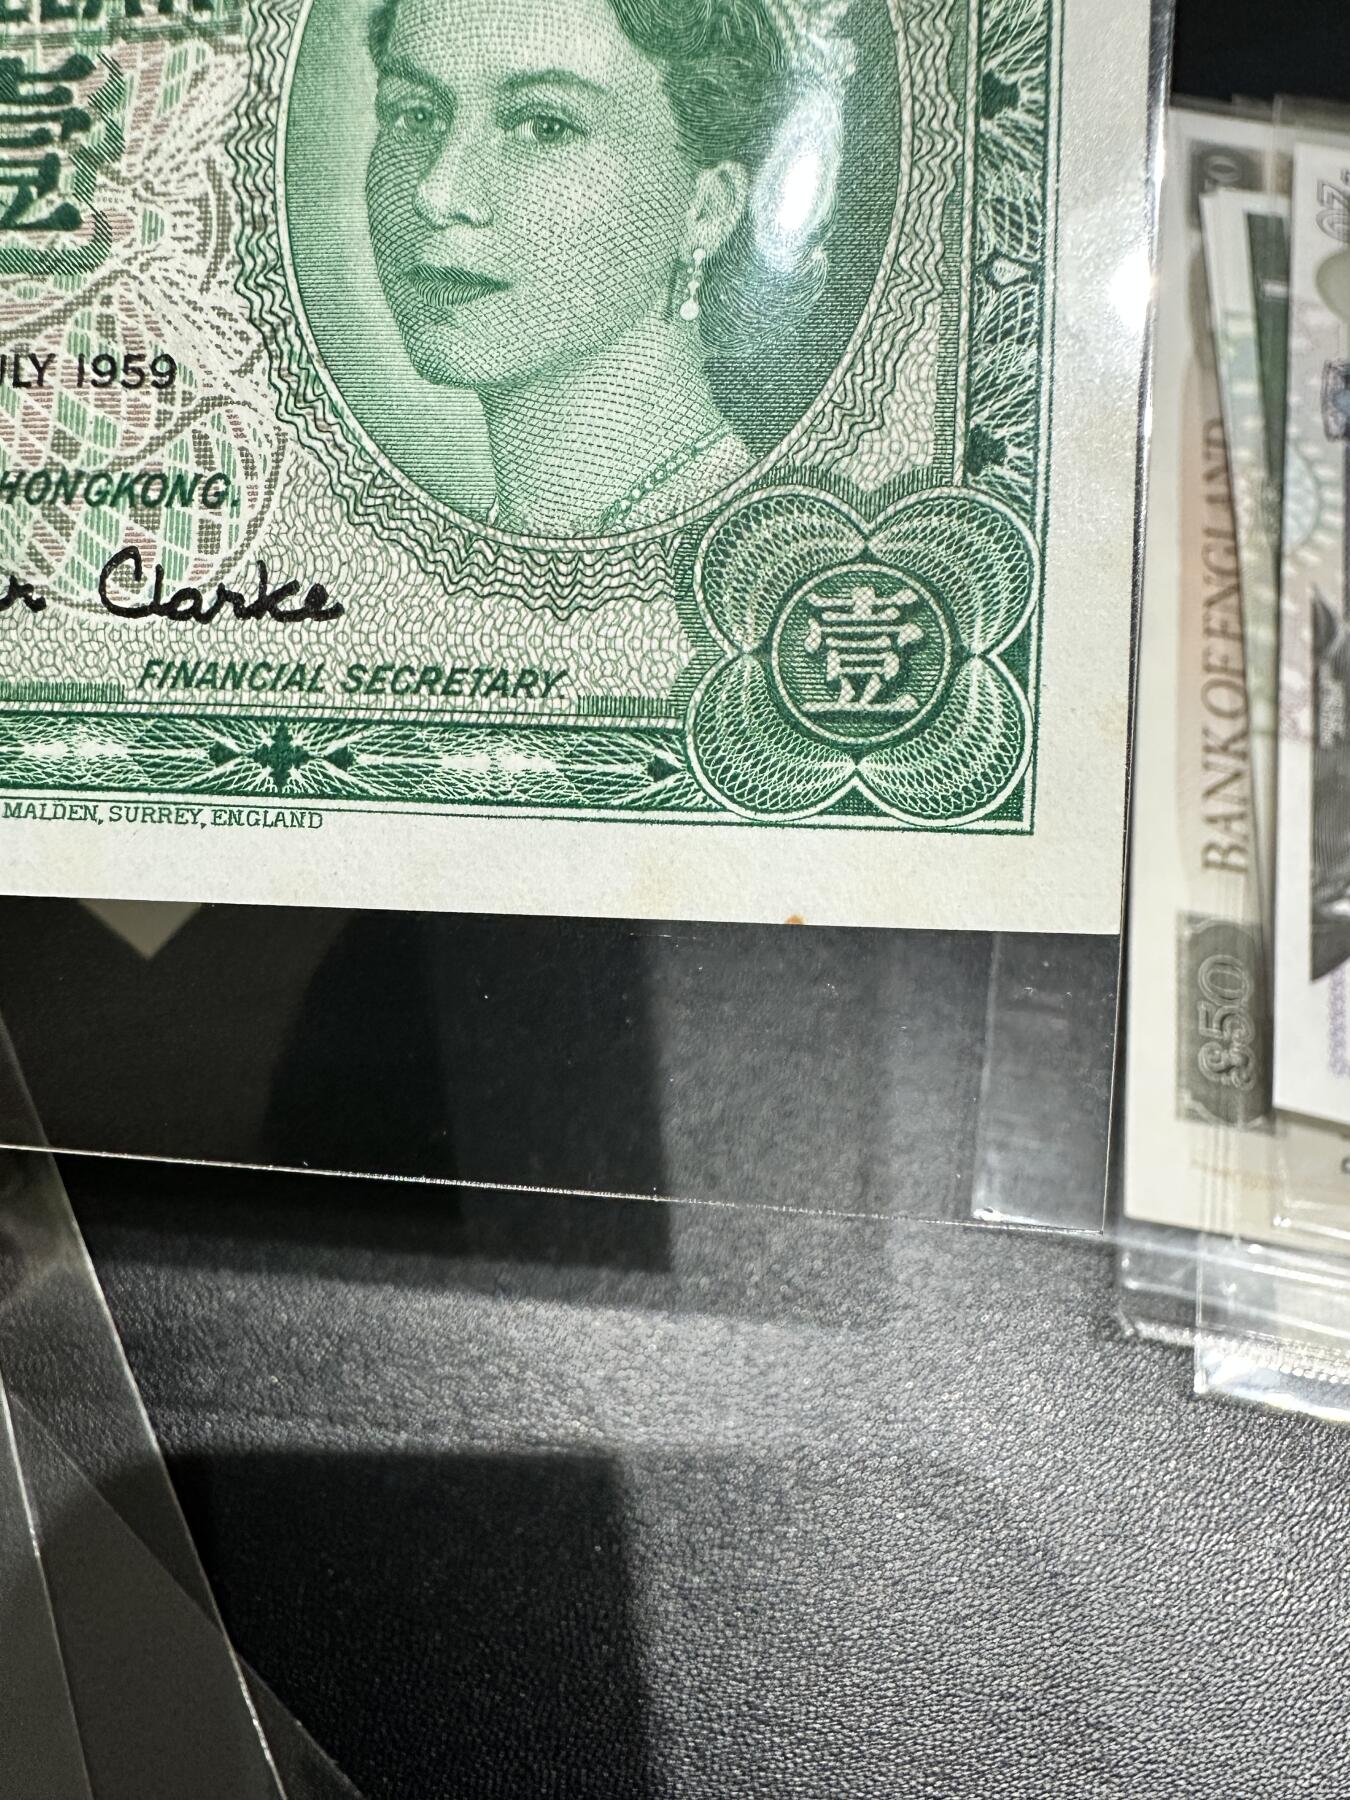 壹
ULY 1959
HONGKONG.
r Clarke
FINANCIAL SECRETARY.
壹
MALDEN, SURREY, ENGLAND
BANK OF ENGLAND
£50